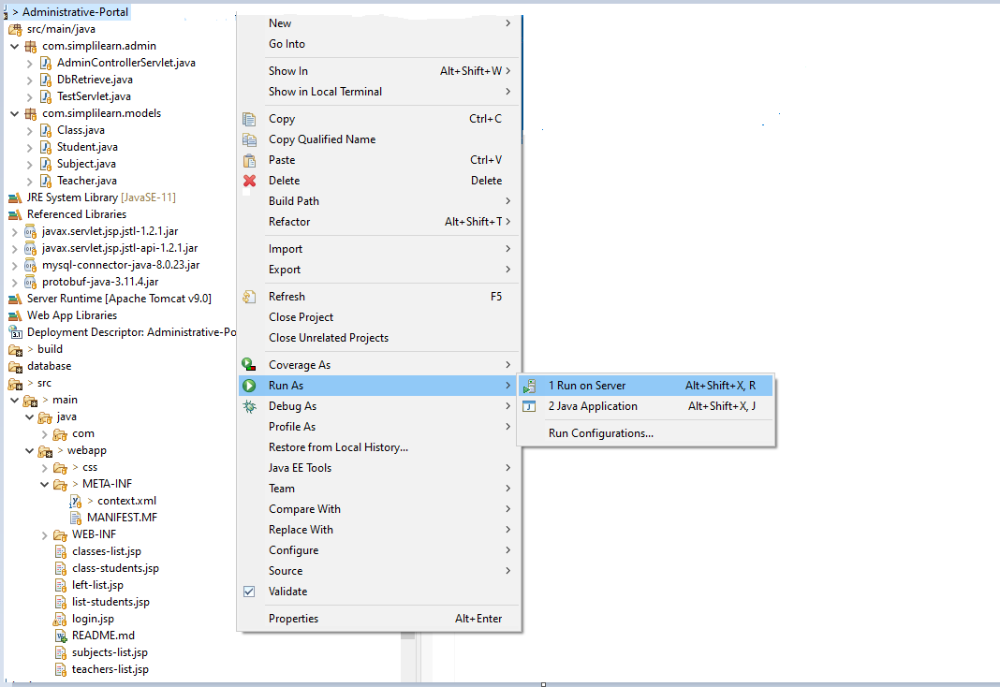 > Administrative-Portal
src/main/java
com.simplilearn.admin
AdminControllerServlet.java
DbRetrieve.java
TestServlet.java
com.simplilearn.models
Class.java
Student.java
Subject.java
Teacher.java
JRE System Library [JavaSE-11]
Referenced Libraries
javax.servlet.jsp.jstl-1.2.1.jar
javax.servlet.jsp.jstl-api-1.2.1.jar
mysql-connector-java-8.0.23.jar
protobuf-java-3.11.4.jar
Server Runtime [Apache Tomcat v9.0]
Web App Libraries
Deployment Descriptor: Administrative-Po
> build
database
> src
> main
java
com
> webapp
> css
> META-INF
> context.xml
MANIFEST.MF
WEB-INF
classes-list.jsp
class-students.jsp
left-list.jsp
list-students.jsp
login.jsp
README.md
subjects-list.jsp
teachers-list.jsp
New
Go Into
Show In Alt+Shift+W
Show in Local Terminal
Copy Ctrl+C
Copy Qualified Name
Paste Ctrl+V
Delete Delete
Build Path
Refactor Alt+Shift+T
Import
Export
Refresh F5
Close Project
Close Unrelated Projects
Coverage As
Run As
Debug As
Profile As
Restore from Local History...
Java EE Tools
Team
Compare With
Replace With
Configure
Source
Validate
Properties Alt+Enter
1 Run on Server Alt+Shift+X, R
2 Java Application Alt+Shift+X, J
Run Configurations...